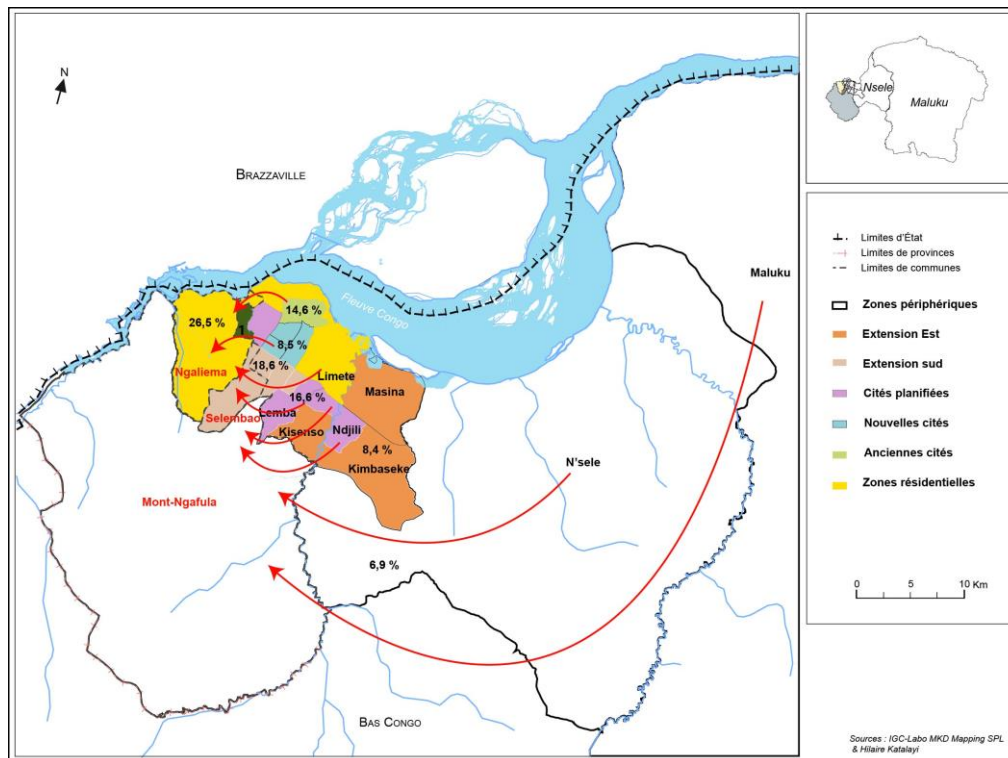 N
BRAZZAVILLE
Fleuve Congo
Maluku
26,5 %
1
14,6 %
8,5 %
Ngaliema
18,6 %
Limete
Masina
16,6 %
Selembao
Lemba
Kisenso
Ndjili
8,4 %
Kimbaseke
N'sele
Mont-Ngafula
6,9 %
BAS CONGO
Nsele
Maluku
Limites d'État
Limites de provinces
Limites de communes
Zones périphériques
Extension Est
Extension sud
Cités planifiées
Nouvelles cités
Anciennes cités
Zones résidentielles
0 5 10 Km
Sources : IGC-Labo MKD Mapping SPL
& Hilaire Katalayi